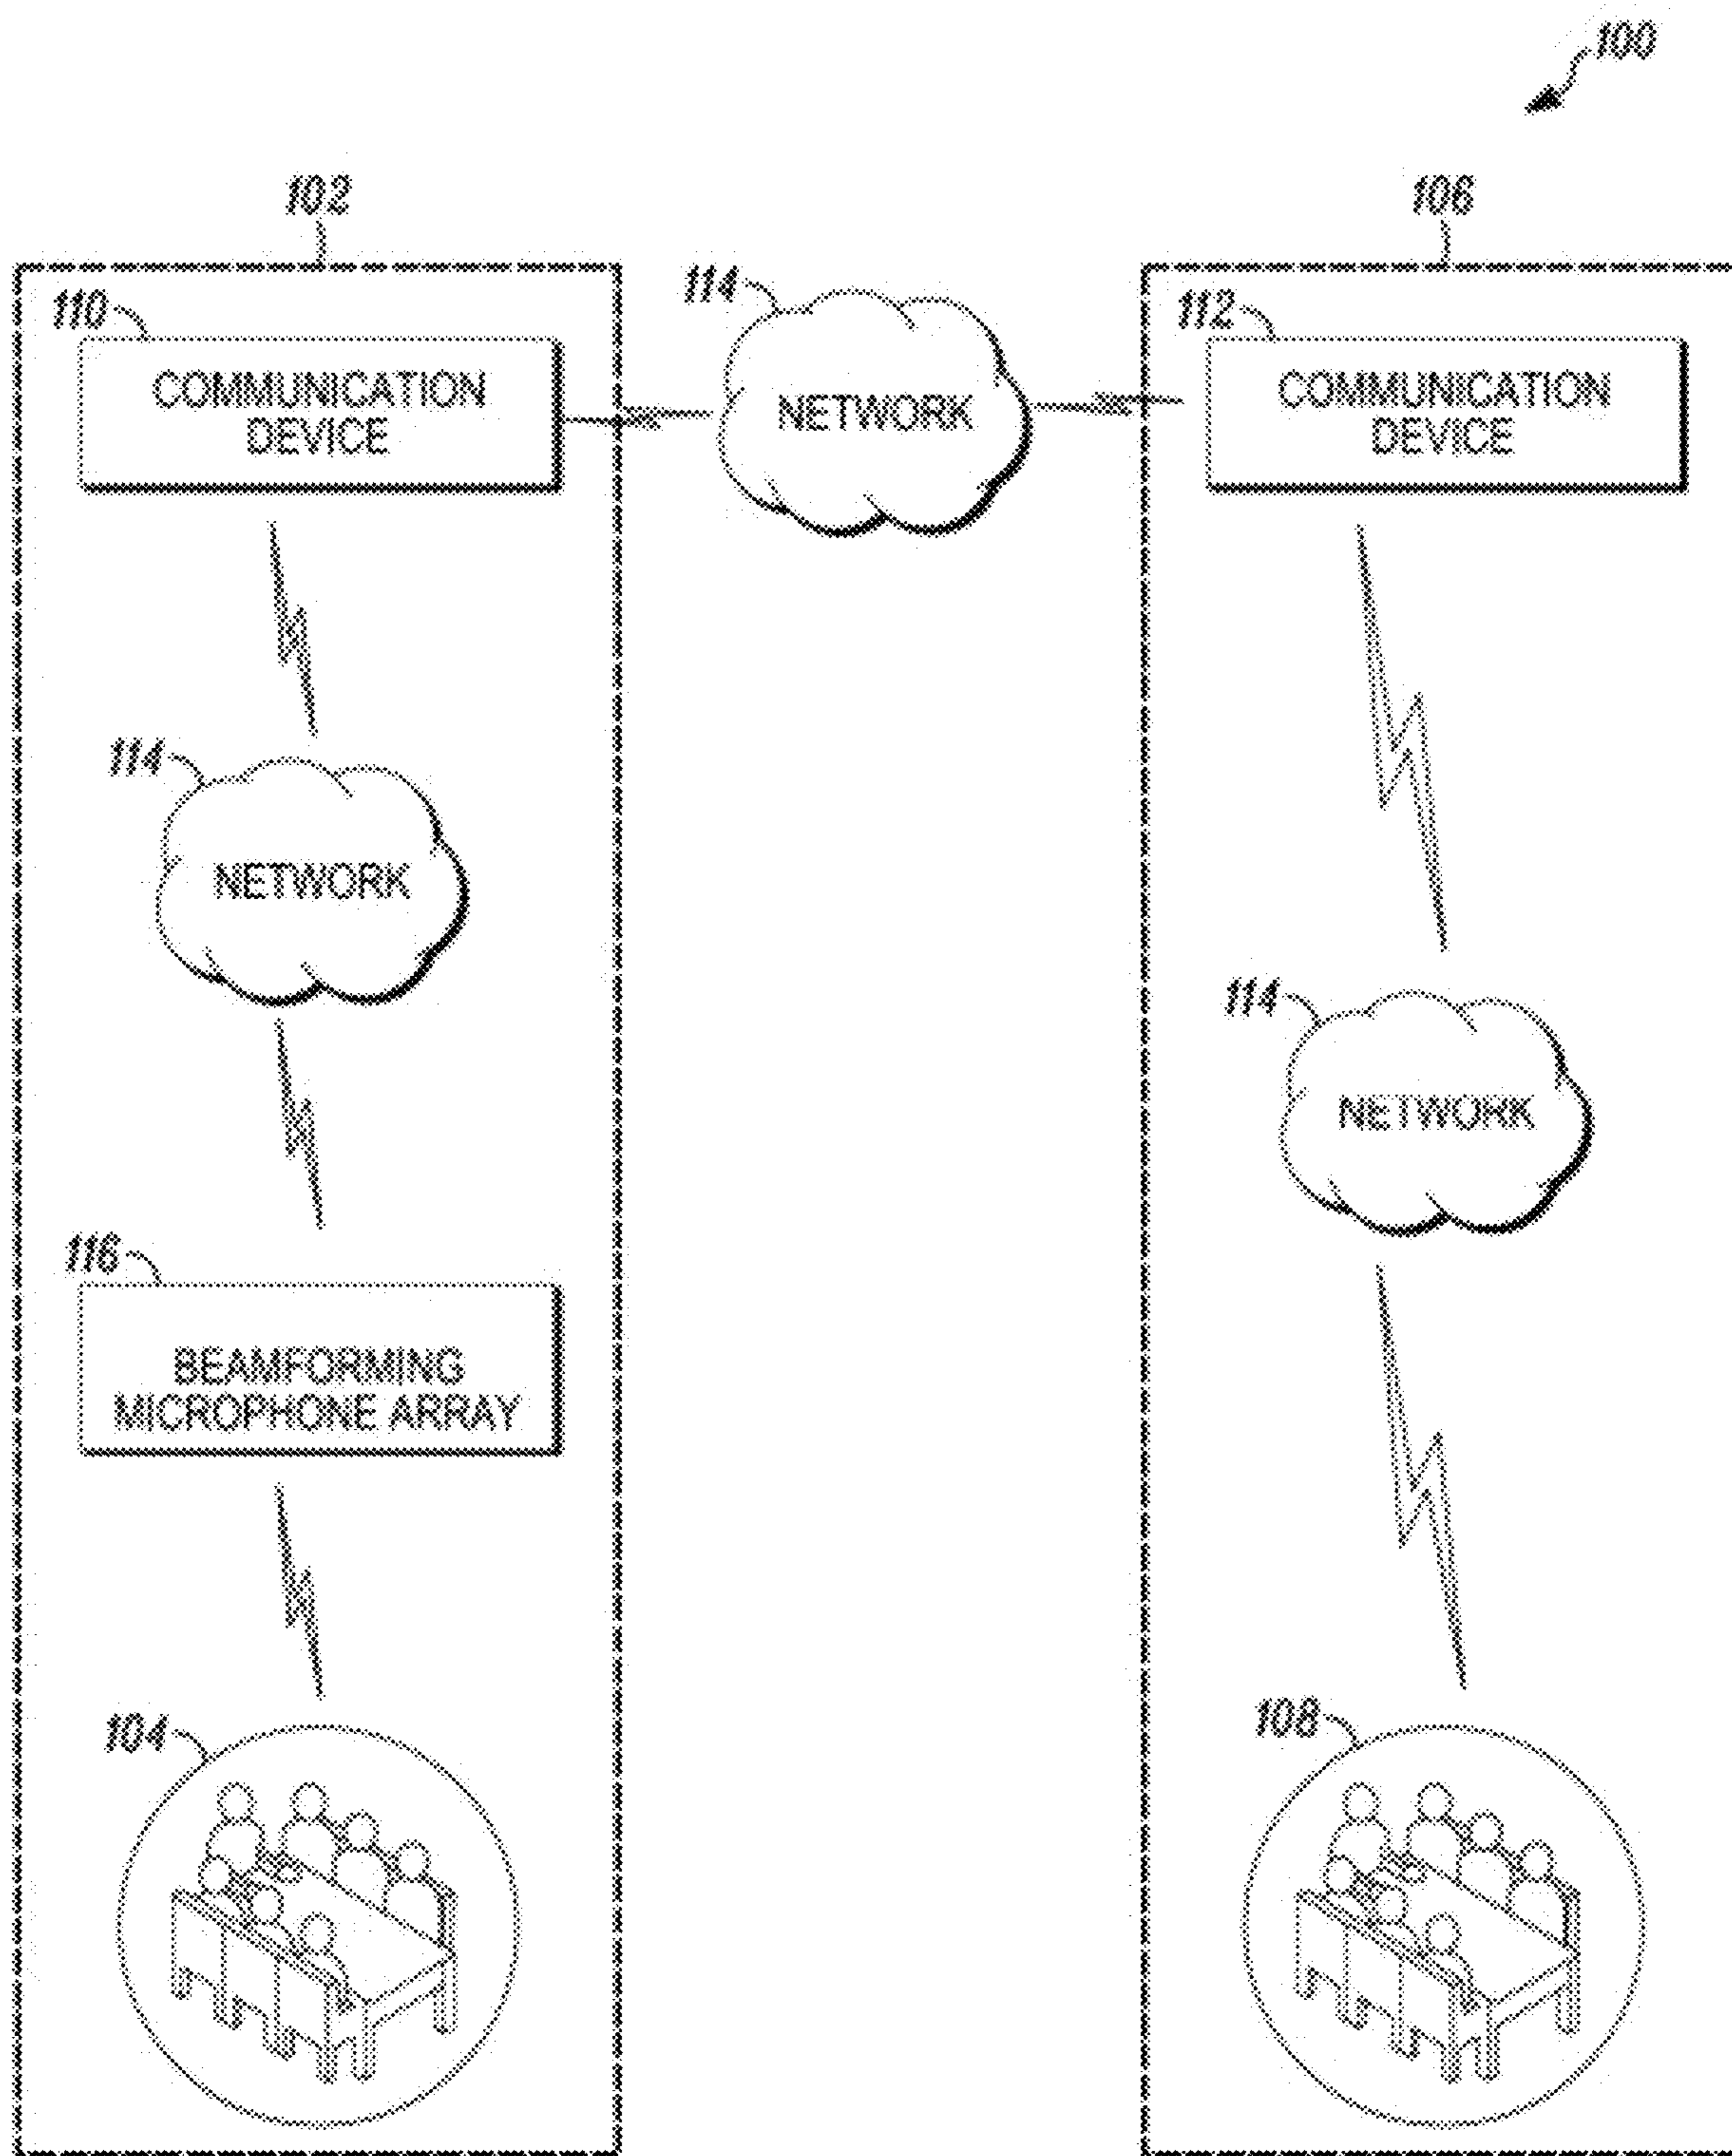 100
102
106
110
COMMUNICATION
DEVICE
114
NETWORK
112
COMMUNICATION
DEVICE
114
NETWORK
114
NETWORK
116
BEAMFORMING
MICROPHONE ARRAY
104
108